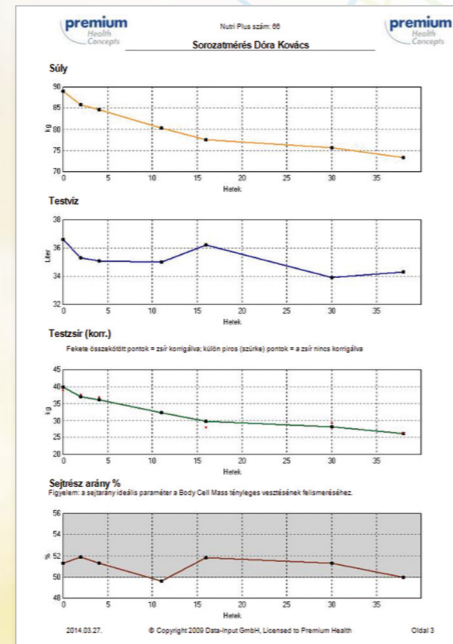 premium
Health
Concepts
Nutri Plus szám: 66
premium
Health
Concepts
Sorozatmérés Dóra Kovács
Súly
90
85
80
75
70
kg
0 5 10 15 20 25 30 35
Hetek
Testvíz
38
36
34
32
Liter
0 5 10 15 20 25 30 35
Hetek
Testzsír (korr.)
Fekete összekötött pontok = zsír korrigálva; külön piros (szürke) pontok = a zsír nincs korrigálva
45
40
35
30
25
20
kg
0 5 10 15 20 25 30 35
Hetek
Sejtrész arány %
Figyelem: a sejtarány ideális paraméter a Body Cell Mass tényleges vesztésének felismeréséhez.
56
54
52
50
48
%
0 5 10 15 20 25 30 35
Hetek
2014.03.27. © Copyright 2009 Data-Input GmbH, Licensed to Premium Health Oldal 3